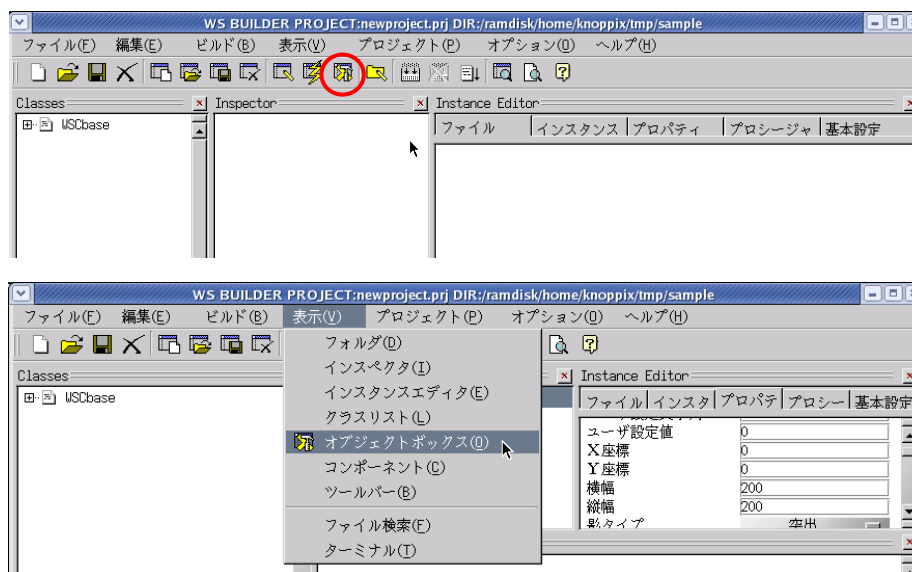 WS BUILDER PROJECT:newproject.prj DIR:/ramdisk/home/knoppix/tmp/sample
ファイル(F) 編集(E) ビルド(B) 表示(V) プロジェクト(P) オプション(O) ヘルプ(H)
Classes Inspector Instance Editor
WSCbase ファイル インスタンス プロパティ プロシージャ 基本設定
WS BUILDER PROJECT:newproject.prj DIR:/ramdisk/home/knoppix/tmp/sample
ファイル(F) 編集(E) ビルド(B) 表示(V) プロジェクト(P) オプション(O) ヘルプ(H)
フォルダ(D)
Classes インスペクタ(I) Instance Editor
WSCbase インスタンスエディタ(E) ファイル インスタ プロパテ プロシー 基本設定
クラスリスト(L)
ユーザ設定値 0
オブジェクトボックス(O) X座標 0
コンポーネント(C) Y座標 0
ツールバー(B) 横幅 200
縦幅 200
ファイル検索(F) 影タイプ 突出
ターミナル(T)